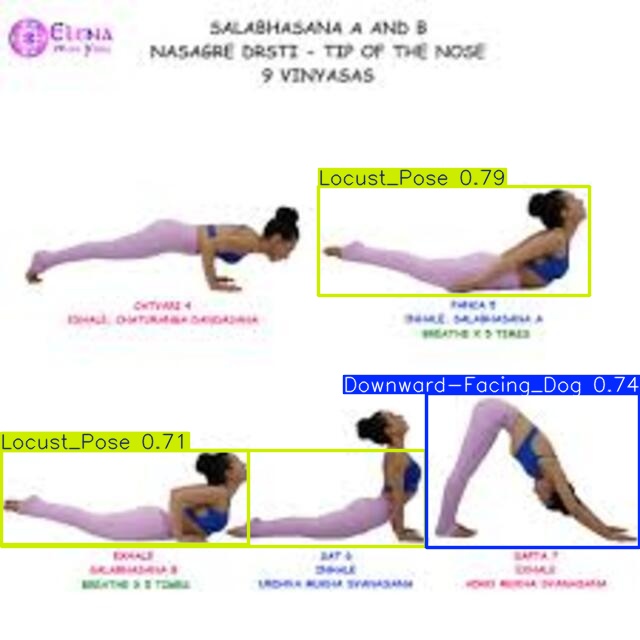 ELENA
SALABHASANA A AND B
NASAGRE DRSTI - TIP OF THE NOSE
9 VINYASAS
Locust_Pose 0.79
CATVARI 4
EXHALE, CHATURANGA DANDASANA
PANCA 5
INHALE, SALABHASANA A
BREATHE X 5 TIMES
Downward-Facing_Dog 0.74
Locust_Pose 0.71
EXHALE
SALABHASANA B
BREATHE X 5 TIMES
SAT 6
INHALE
URDHVA MUKHA SVANASANA
SAPTA 7
EXHALE
ADHO MUKHA SVANASANA